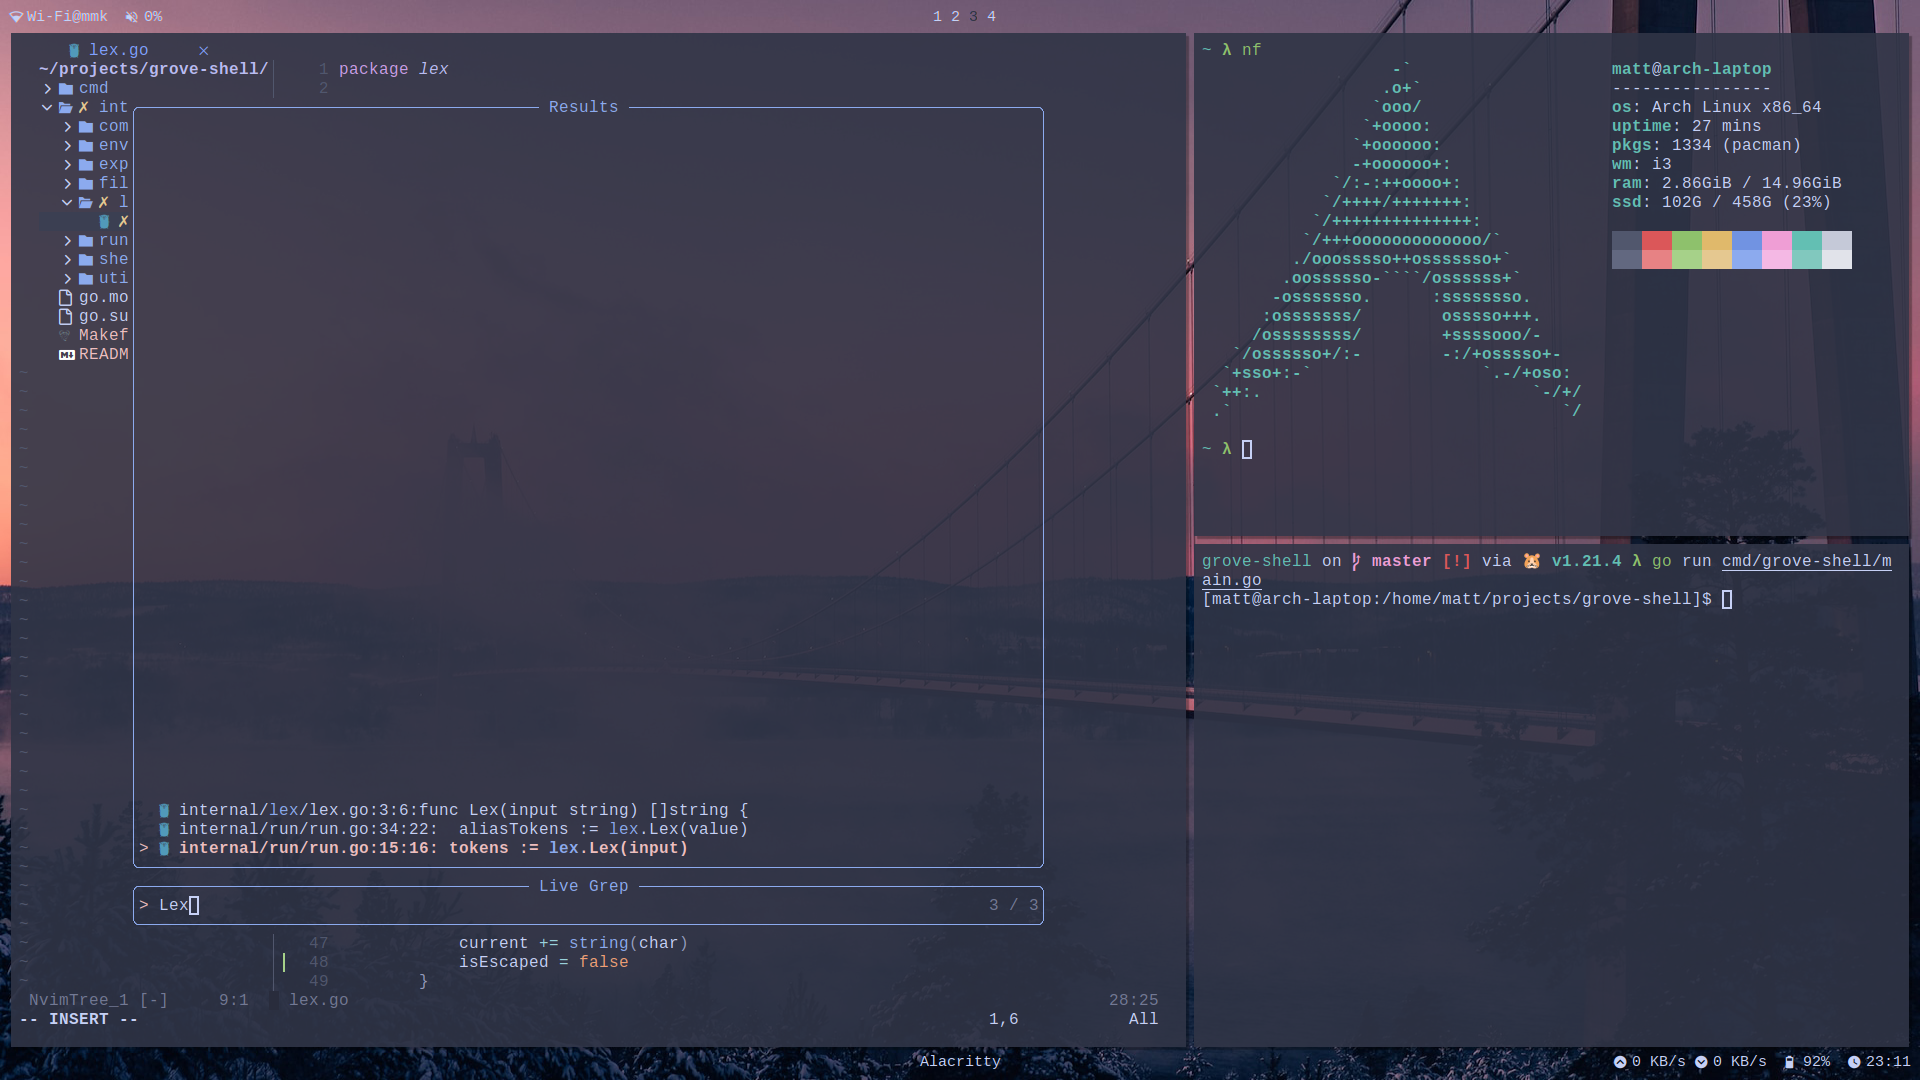 Wi-Fi@mmk 0%
1 2 3 4
lex.go ×
~/projects/grove-shell/
cmd
✗ int
com
env
exp
fil
✗ l
✗
run
she
uti
go.mo
go.su
Makef
READM
1 package lex
2
Results
internal/lex/lex.go:3:6:func Lex(input string) []string {
internal/run/run.go:34:22:  aliasTokens := lex.Lex(value)
> internal/run/run.go:15:16: tokens := lex.Lex(input)
Live Grep
> Lex 3 / 3
47 current += string(char)
48 isEscaped = false
49 }
NvimTree_1 [-] 9:1 lex.go 28:25
-- INSERT -- 1,6 All
~ λ nf
-`
.o+`
`ooo/
`+oooo:
`+oooooo:
-+oooooo+:
`/:-:++oooo+:
`/++++/+++++++:
`/++++++++++++++:
`/+++ooooooooooooo/`
./ooosssso++osssssso+`
.oossssso-````/ossssss+`
-osssssso. :ssssssso.
:osssssss/ osssso+++.
/ossssssss/ +ssssooo/-
`/ossssso+/:- -:/+osssso+-
`+sso+:-` `.-/+oso:
`++:. `-/+/
.` `/
matt@arch-laptop
----------------
os: Arch Linux x86_64
uptime: 27 mins
pkgs: 1334 (pacman)
wm: i3
ram: 2.86GiB / 14.96GiB
ssd: 102G / 458G (23%)
~ λ
grove-shell on master [!] via 🐹 v1.21.4 λ go run cmd/grove-shell/m
ain.go
[matt@arch-laptop:/home/matt/projects/grove-shell]$
Alacritty
0 KB/s 0 KB/s 92% 23:11